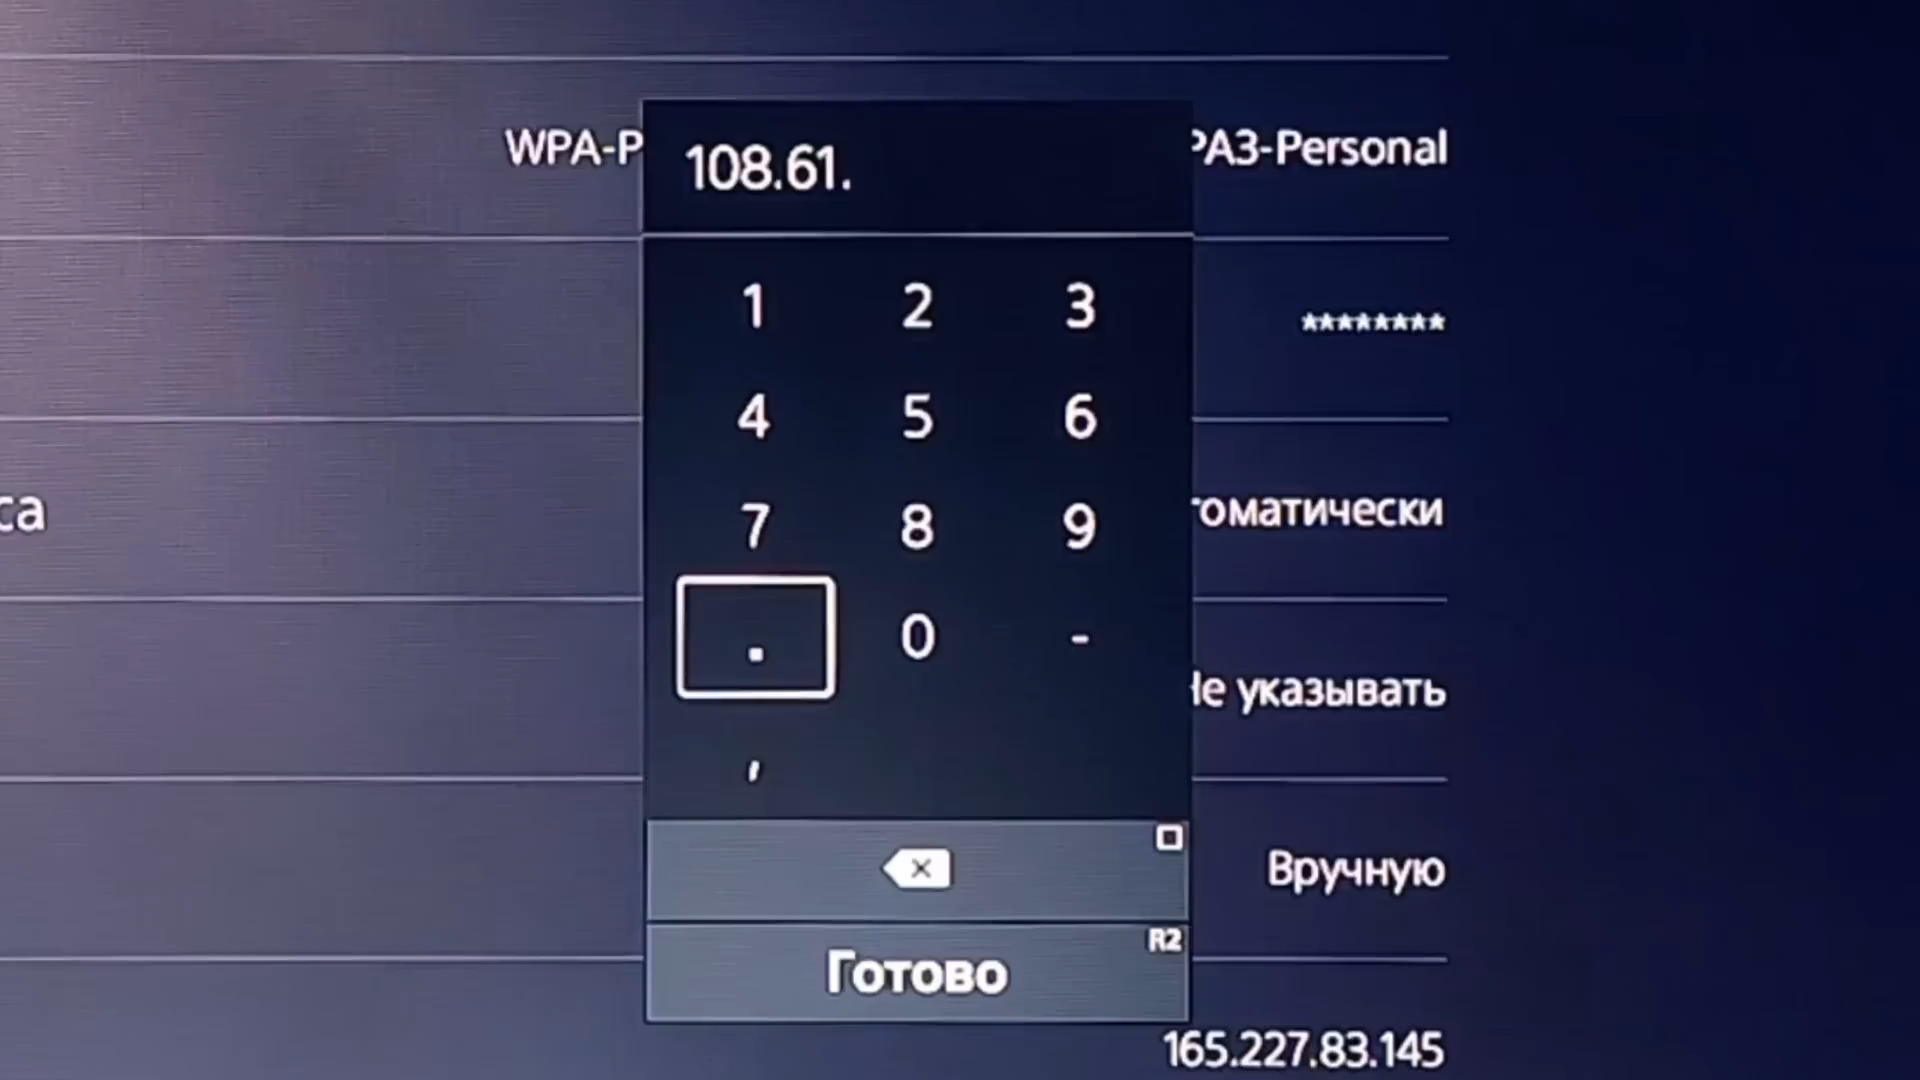 WPA-P
108.61.
PA3-Personal
1 2 3
********
4 5 6
са
7 8 9
томатически
. 0 -
Не указывать
,
Вручную
R2
Готово
165.227.83.145